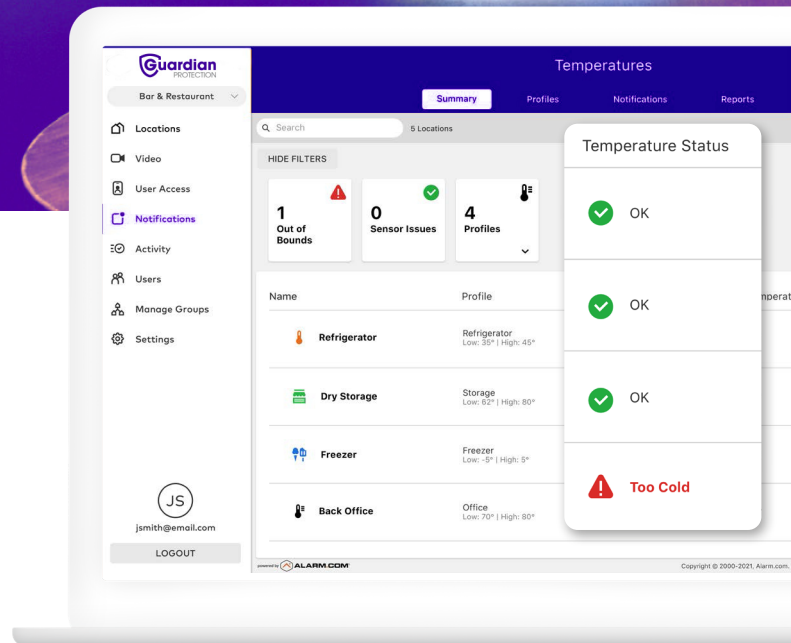 Guardian
PROTECTION
Bar & Restaurant
Locations
Video
User Access
Notifications
Activity
Users
Manage Groups
Settings
JS
jsmith@email.com
LOGOUT
Temperatures
Summary Profiles Notifications Reports
Search 5 Locations
HIDE FILTERS
1
Out of
Bounds
0
Sensor Issues
4
Profiles
Name Profile
Refrigerator Refrigerator
Low: 35° | High: 45°
Dry Storage Storage
Low: 62° | High: 80°
Freezer Freezer
Low: -5° | High: 5°
Back Office Office
Low: 70° | High: 80°
Temperature Status
OK
OK
OK
Too Cold
mperat
powered by ALARM.COM
Copyright © 2000-2021, Alarm.com.